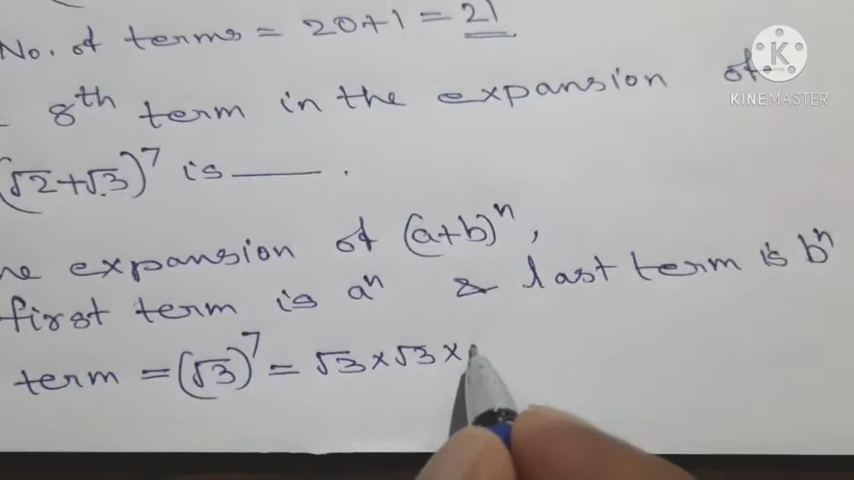 No. of terms = 20+1 = 21
8th term in the expansion of
(√2+√3)^7 is ____ .
expansion of (a+b)^n,
first term is a^n & last term is b^n
term = (√3)^7 = √3×√3×
KINEMASTER